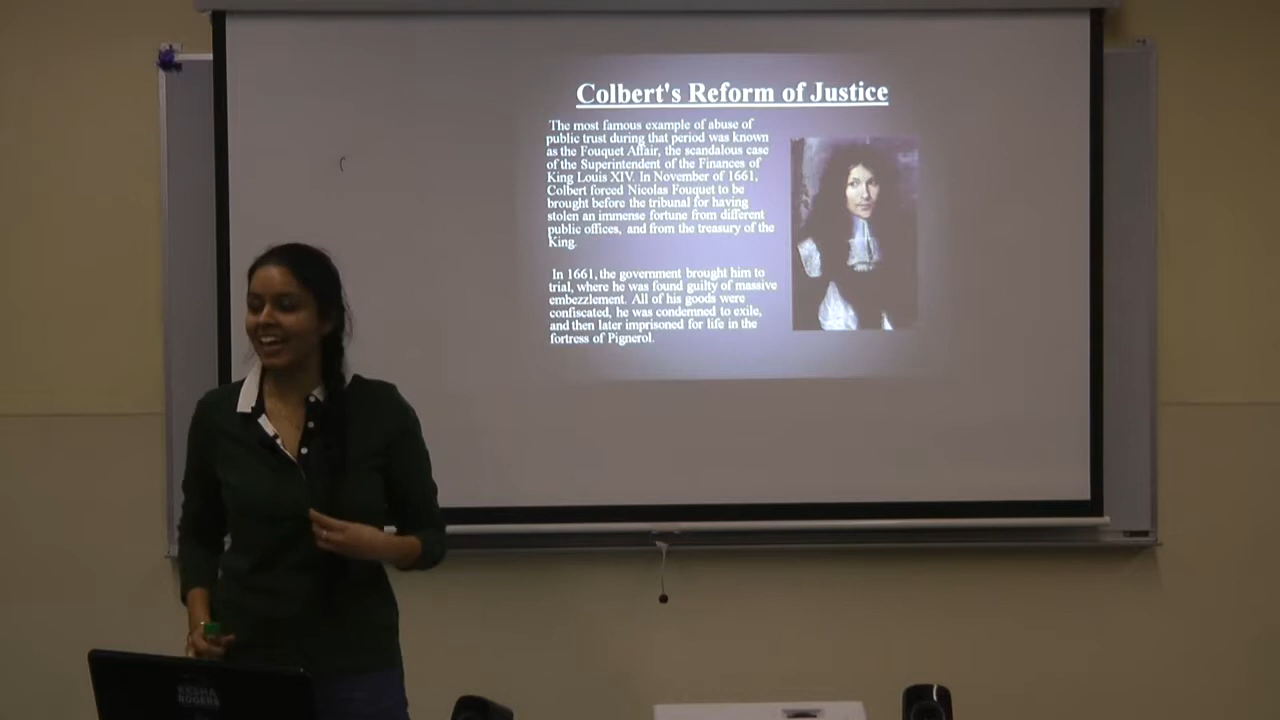 Colbert's Reform of Justice
The most famous example of abuse of
public trust during that period was known
as the Fouquet Affair, the scandalous case
of the Superintendent of the Finances of
King Louis XIV. In November of 1661,
Colbert forced Nicolas Fouquet to be
brought before the tribunal for having
stolen an immense fortune from different
public offices, and from the treasury of the
King.
In 1661, the government brought him to
trial, where he was found guilty of massive
embezzlement. All of his goods were
confiscated, he was condemned to exile,
and then later imprisoned for life in the
fortress of Pignerol.
KESHA
ROGERS